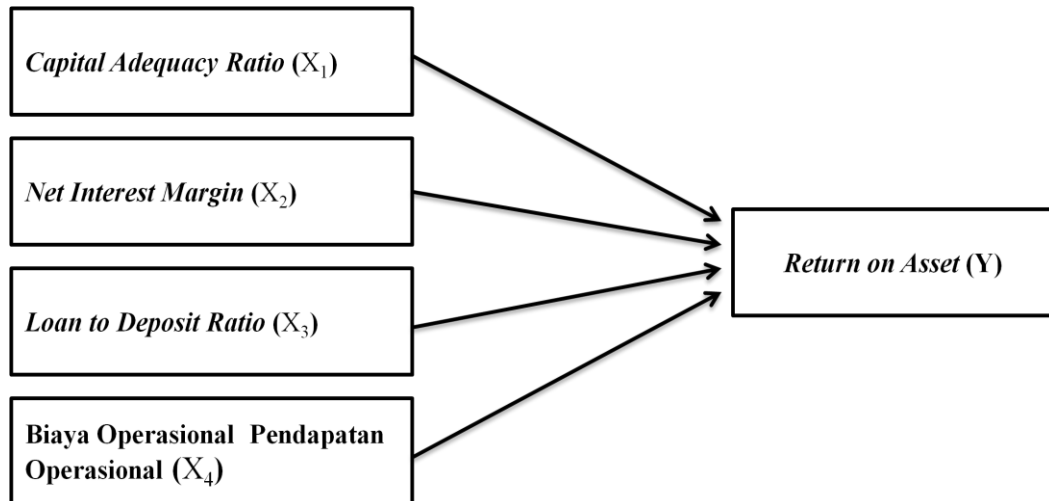 Capital Adequacy Ratio (X₁)
Net Interest Margin (X₂)
Return on Asset (Y)
Loan to Deposit Ratio (X₃)
Biaya Operasional Pendapatan
Operasional (X₄)